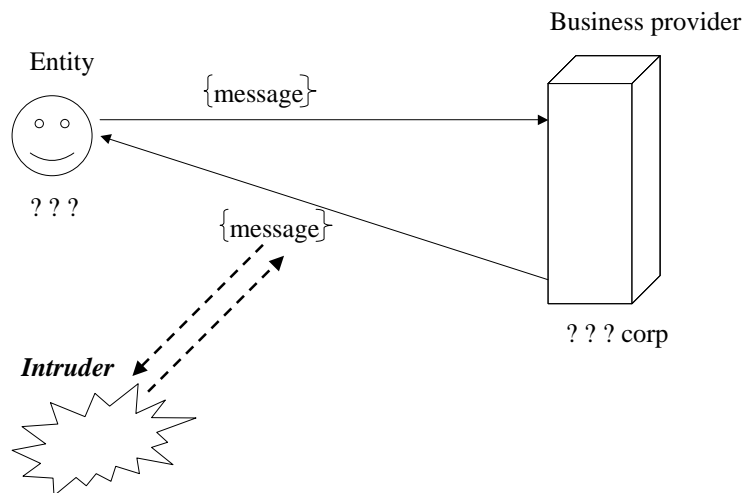 Business provider
Entity
{message}
? ? ?
{message}
? ? ? corp
Intruder